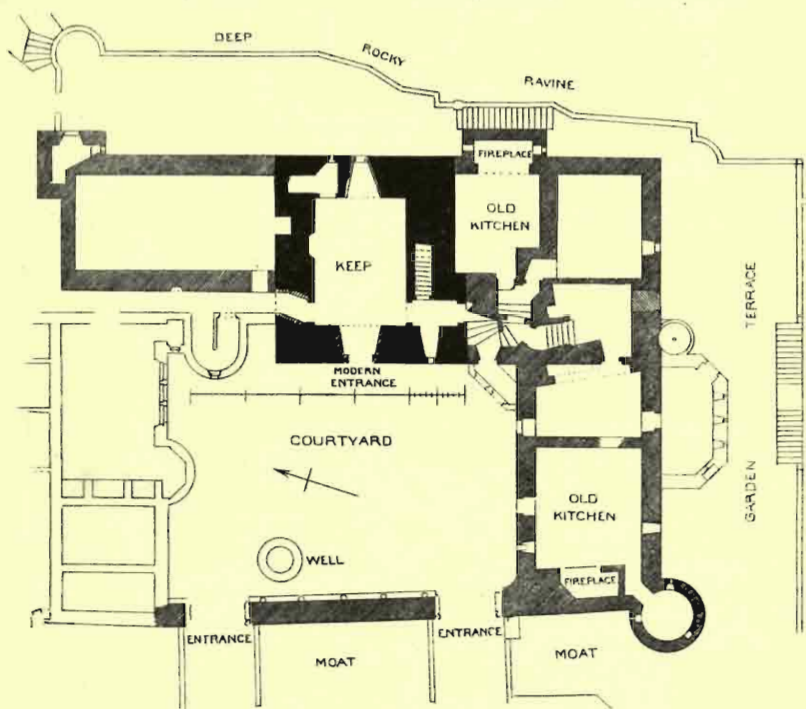 DEEP
ROCKY
RAVINE
FIREPLACE
OLD
KITCHEN
KEEP
TERRACE
MODERN
ENTRANCE
COURTYARD
GARDEN
OLD
KITCHEN
WELL
FIREPLACE
ENTRANCE
ENTRANCE
MOAT
MOAT